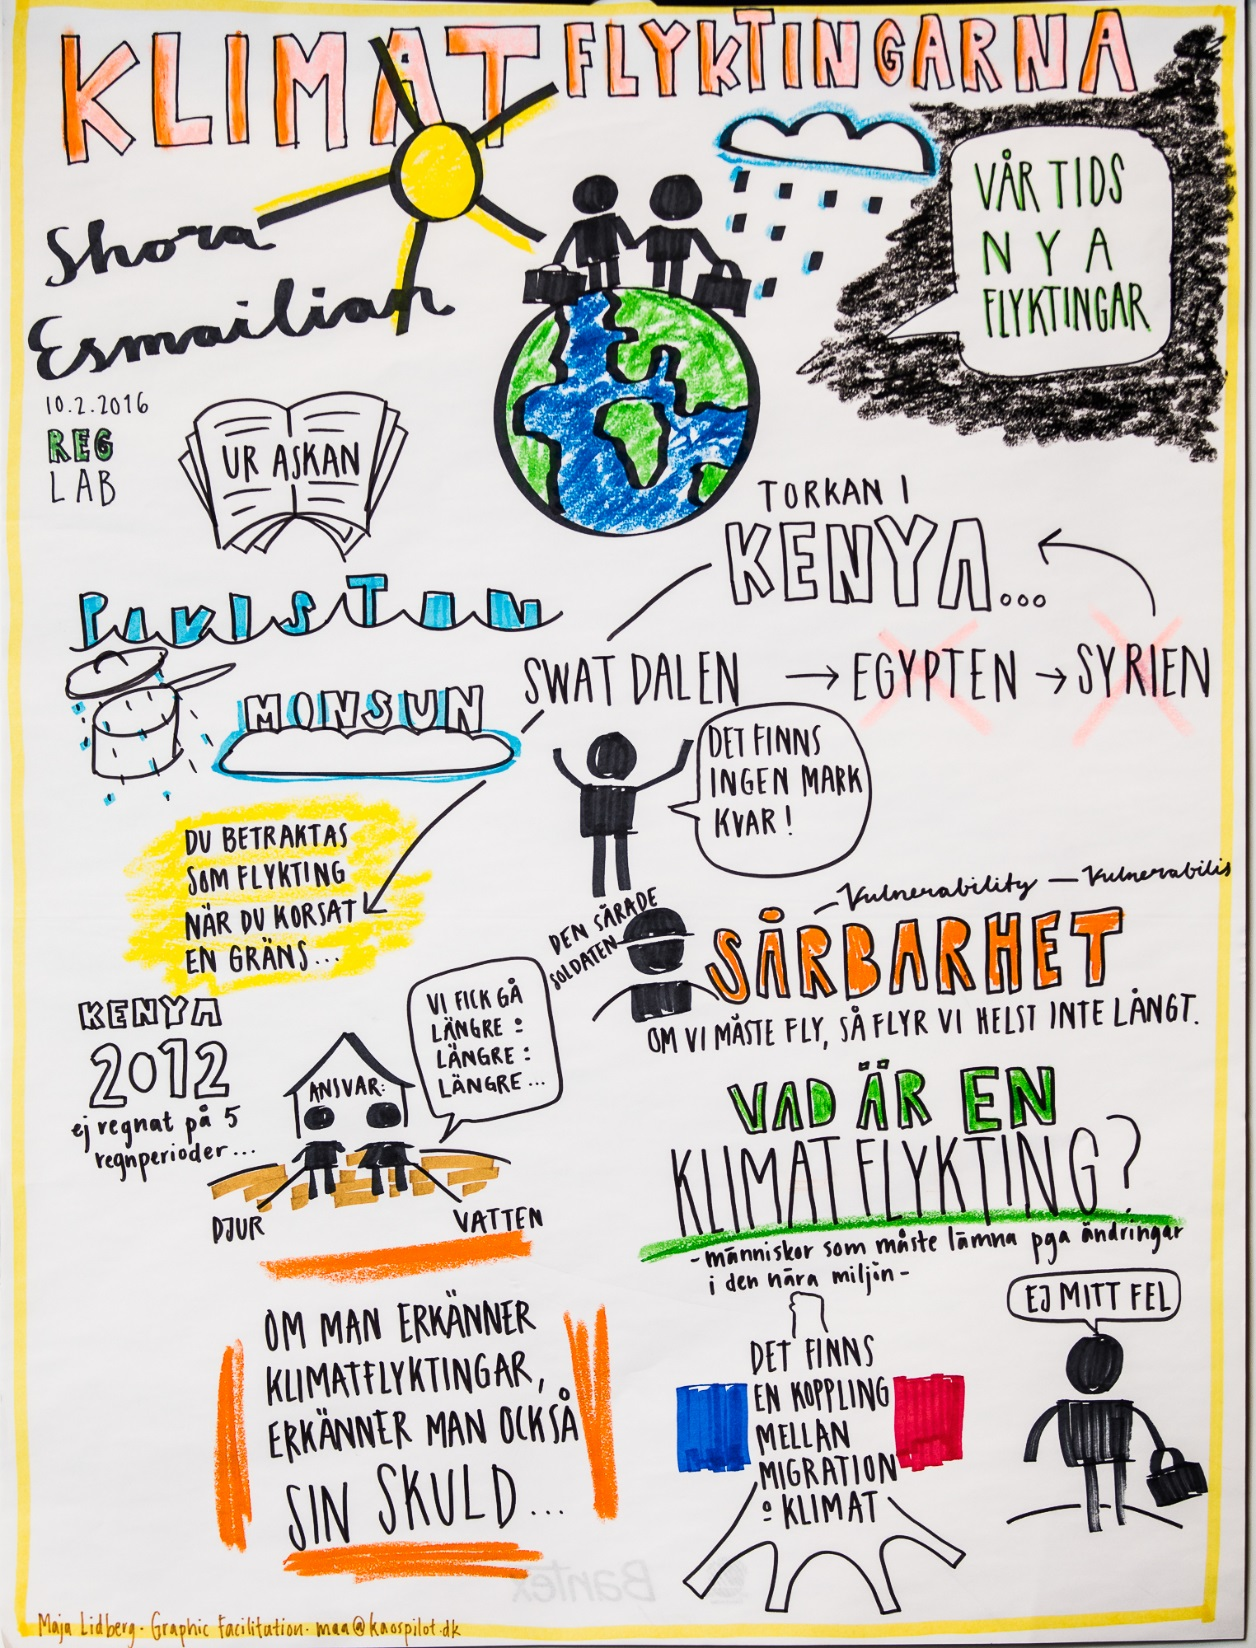 KLIMATFLYKTINGARNA
VÅR TIDS
NYA
FLYKTINGAR
Shora
Esmailian
10.2.2016
REG
LAB
UR ASKAN
TORKAN I
KENYA...
PAKISTAN
MONSUN
SWAT DALEN → EGYPTEN → SYRIEN
DET FINNS
INGEN MARK
KVAR!
DU BETRAKTAS
SOM FLYKTING
NÄR DU KORSAT
EN GRÄNS...
DEN SÅRADE
SOLDATEN
- Vulnerability - Vulnerabilis
SÅRBARHET
OM VI MÅSTE FLY, SÅ FLYR VI HELST INTE LÅNGT.
KENYA
2012
ej regnat på 5
regnperioder...
VI FICK GÅ
LÄNGRE o
LÄNGRE o
LÄNGRE...
ANSVAR:
DJUR
VATTEN
VAD ÄR EN
KLIMATFLYKTING?
- människor som måste lämna pga ändringar
i den nära miljön -
OM MAN ERKÄNNER
KLIMATFLYKTINGAR,
ERKÄNNER MAN OCKSÅ
SIN SKULD...
DET FINNS
EN KOPPLING
MELLAN
MIGRATION
o KLIMAT
EJ MITT FEL
Bantex
Maja Lidberg · Graphic Facilitation · maa@kaospilot.dk